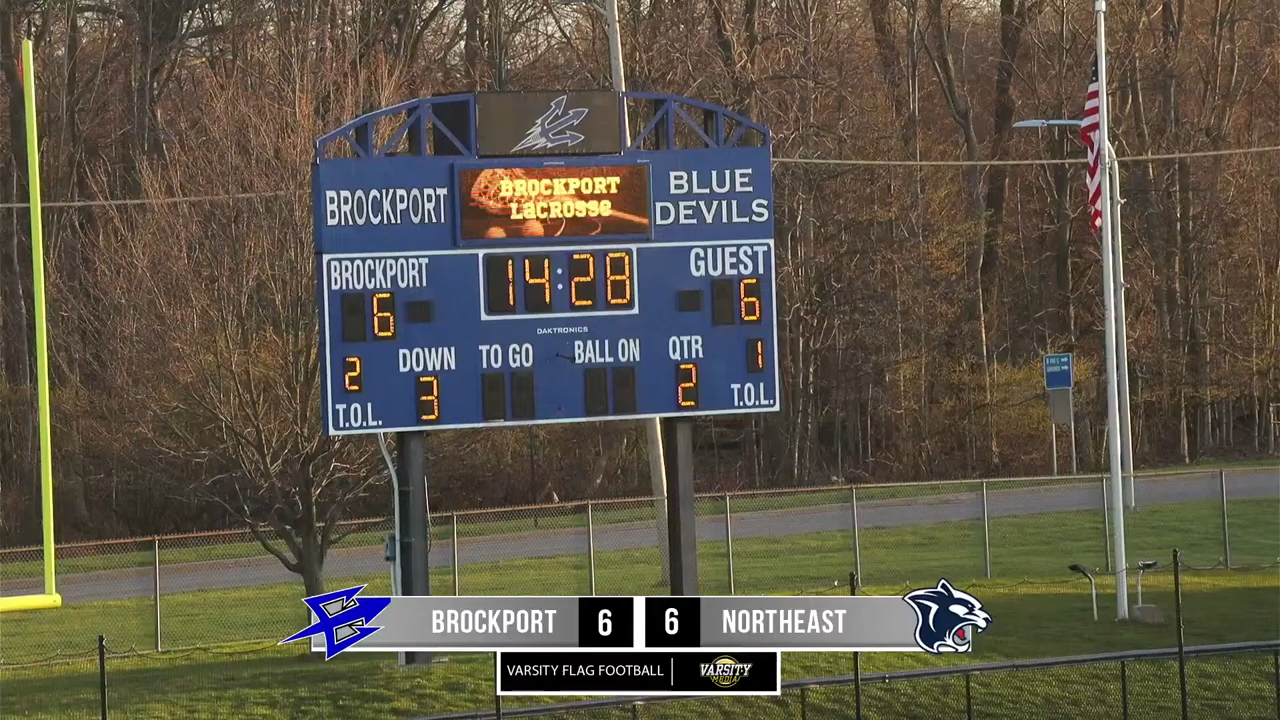 BROCKPORT
BROCKPORT
LaCROSSe
BLUE
DEVILS
BROCKPORT
14:28
GUEST
6
6
DAKTRONICS
DOWN
TO GO
BALL ON
QTR
1
2
3
2
T.O.L.
T.O.L.
BROCKPORT 6 6 NORTHEAST
VARSITY FLAG FOOTBALL
VARSITY
MEDIA